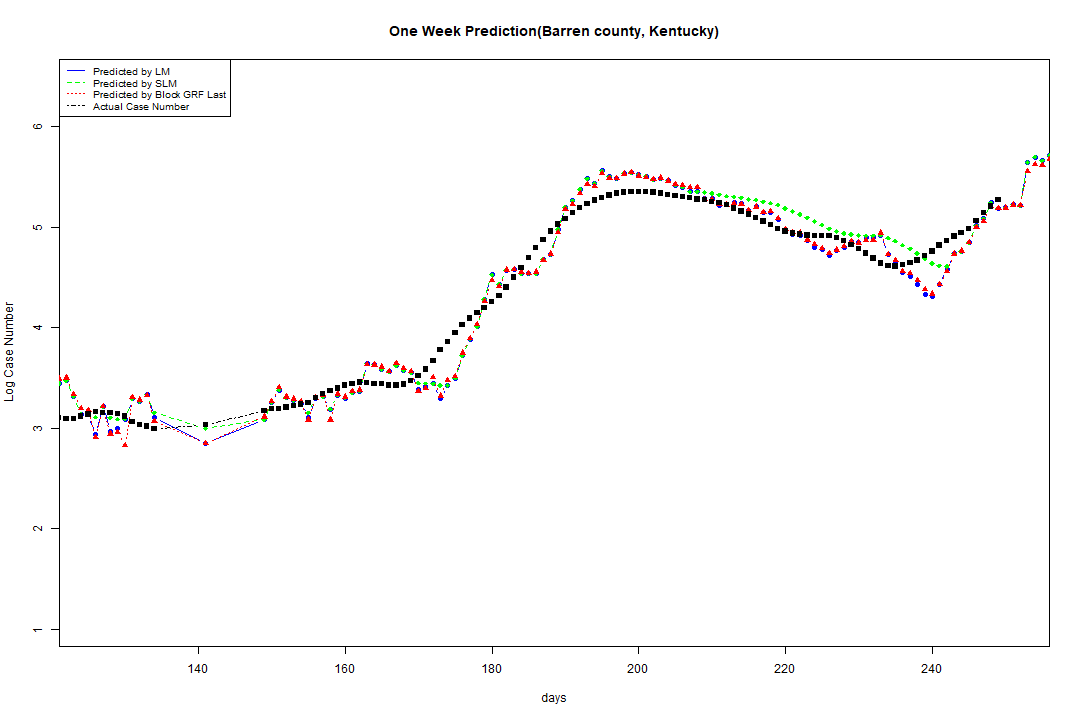 One Week Prediction(Barren county, Kentucky)
Predicted by LM
Predicted by SLM
Predicted by Block GRF Last
Actual Case Number
6
5
4
3
2
1
Log Case Number
140 160 180 200 220 240
days